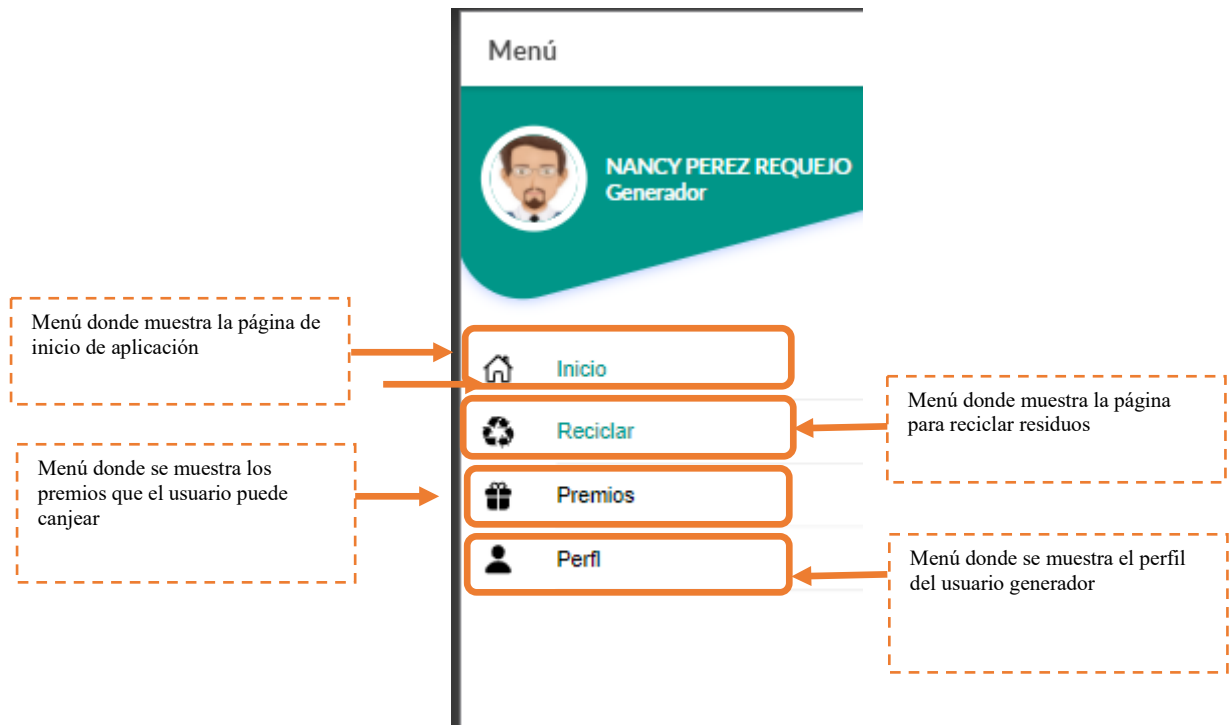 Menú
NANCY PEREZ REQUEJO
Generador
Menú donde muestra la página de
inicio de aplicación
Inicio
Menú donde muestra la página
para reciclar residuos
Reciclar
Menú donde se muestra los
premios que el usuario puede
canjear
Premios
Perfl
Menú donde se muestra el perfil
del usuario generador